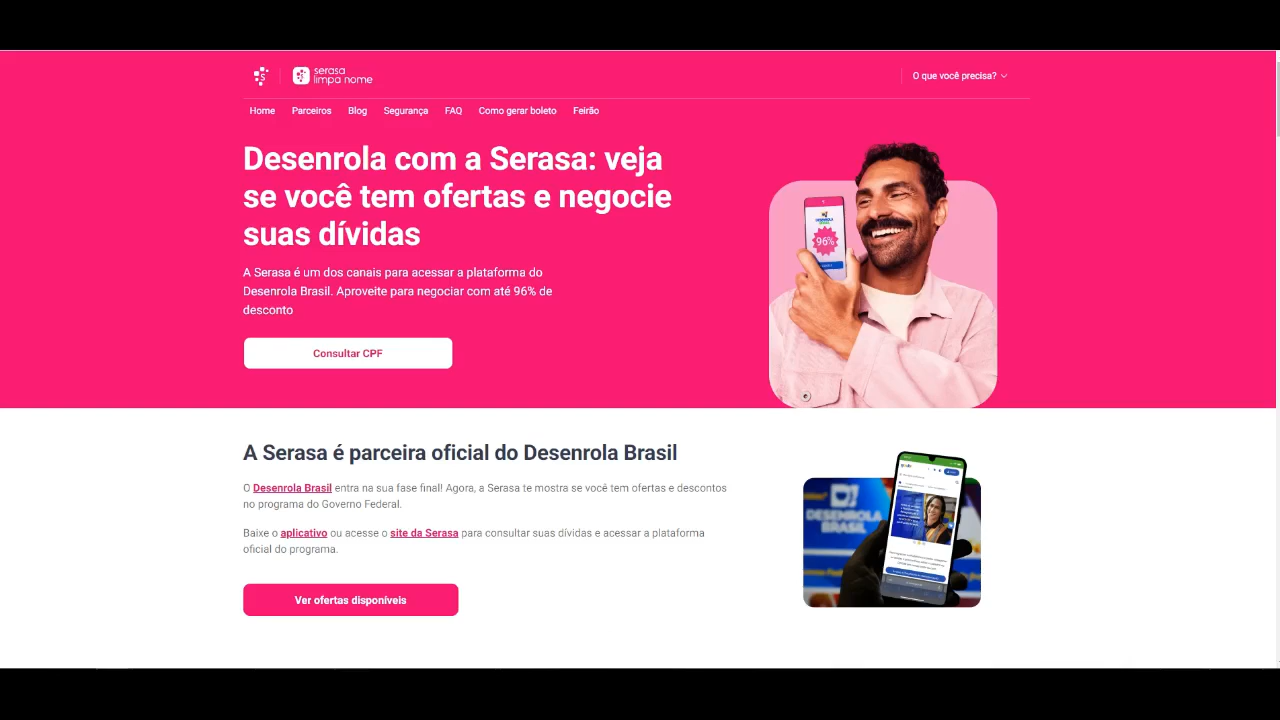 serasa
limpa nome
O que você precisa?
Home Parceiros Blog Segurança FAQ Como gerar boleto Feirão
Desenrola com a Serasa: veja
se você tem ofertas e negocie
suas dívidas
A Serasa é um dos canais para acessar a plataforma do
Desenrola Brasil. Aproveite para negociar com até 96% de
desconto
Consultar CPF
96%
A Serasa é parceira oficial do Desenrola Brasil
O Desenrola Brasil entra na sua fase final! Agora, a Serasa te mostra se você tem ofertas e descontos
no programa do Governo Federal.
Baixe o aplicativo ou acesse o site da Serasa para consultar suas dívidas e acessar a plataforma
oficial do programa.
Ver ofertas disponíveis
DESENROLA
BRASIL